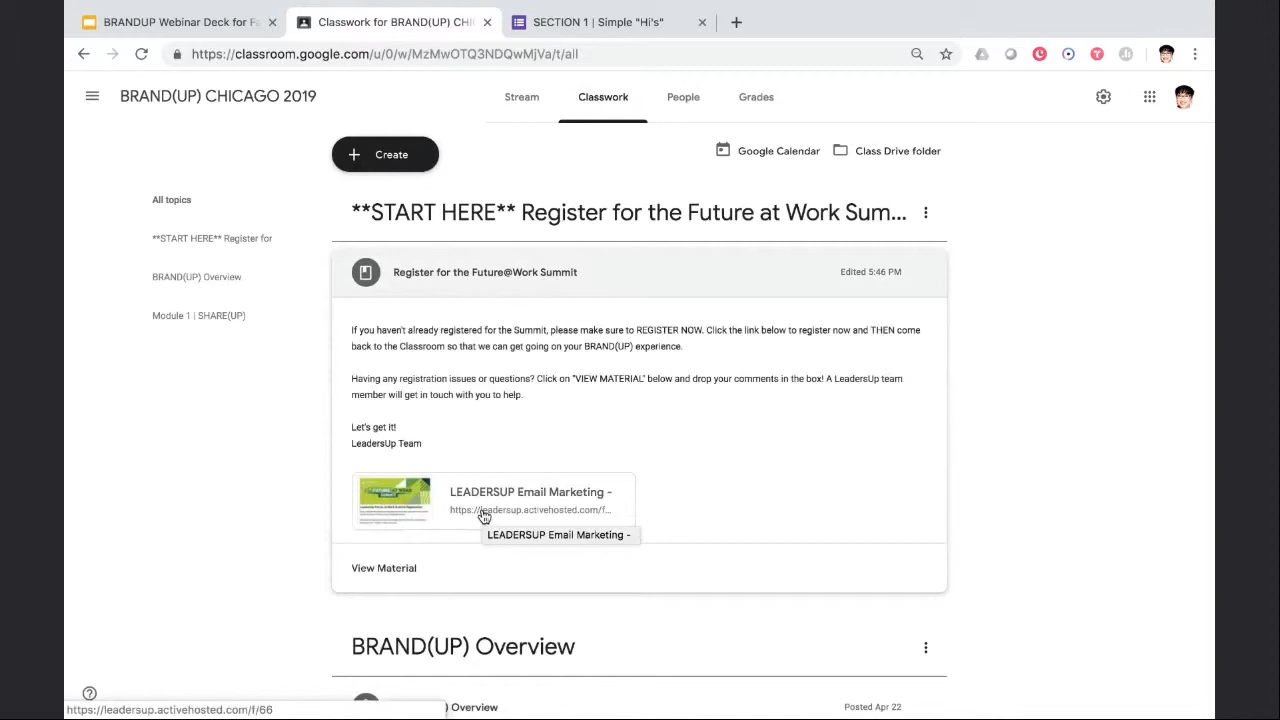 BRANDUP Webinar Deck for Fa
Classwork for BRAND(UP) CHI
SECTION 1 | Simple "Hi's"
https://classroom.google.com/u/0/w/MzMwOTQ3NDQwMjVa/t/all
BRAND(UP) CHICAGO 2019
Stream
Classwork
People
Grades
Create
Google Calendar
Class Drive folder
All topics
**START HERE** Register for
BRAND(UP) Overview
Module 1 | SHARE(UP)
**START HERE** Register for the Future at Work Sum...
Register for the Future@Work Summit
Edited 5:46 PM
If you haven't already registered for the Summit, please make sure to REGISTER NOW. Click the link below to register now and THEN come
back to the Classroom so that we can get going on your BRAND(UP) experience.
Having any registration issues or questions? Click on "VIEW MATERIAL" below and drop your comments in the box! A LeadersUp team
member will get in touch with you to help.
Let's get it!
LeadersUp Team
LEADERSUP Email Marketing -
https://leadersup.activehosted.com/f...
LEADERSUP Email Marketing -
View Material
BRAND(UP) Overview
) Overview
Posted Apr 22
https://leadersup.activehosted.com/f/66